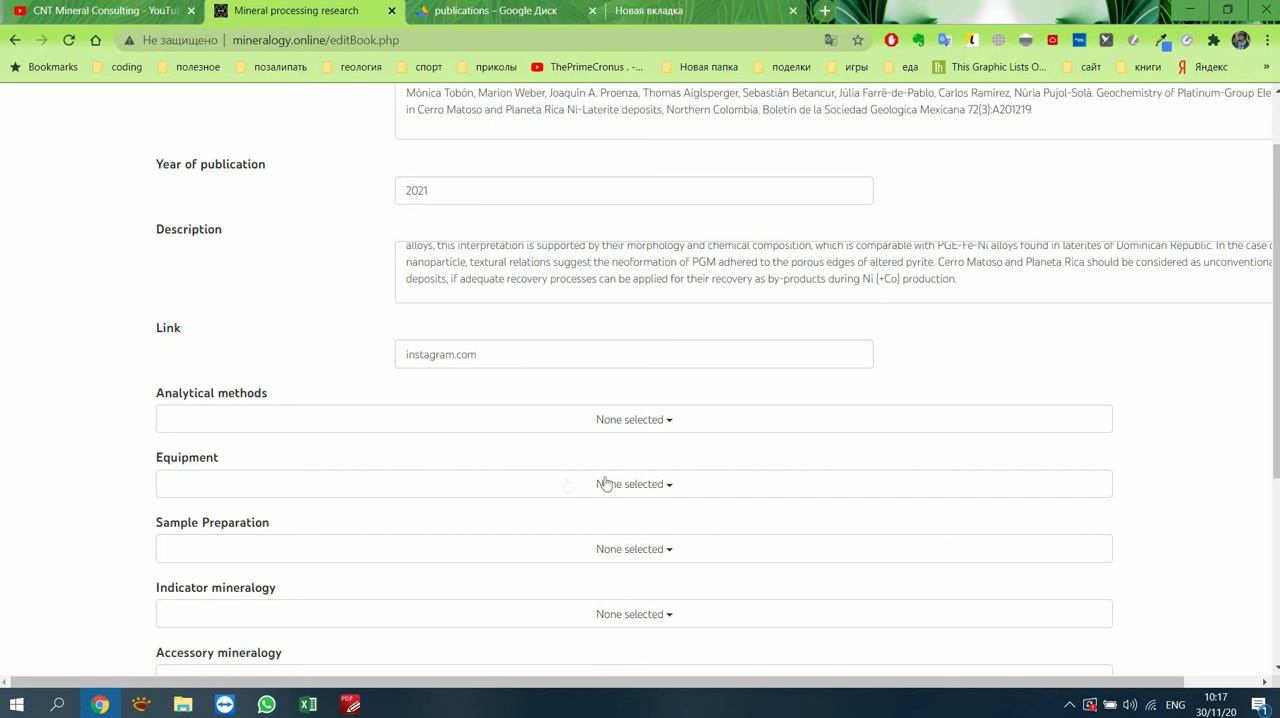 CNT Mineral Consulting - YouTu
Mineral processing research
publications – Google Диск
Новая вкладка
Не защищено
mineralogy.online/editBook.php
Bookmarks
coding
полезное
позалипать
геология
спорт
приколы
ThePrimeCronus . -...
Новая папка
поделки
игры
еда
This Graphic Lists O...
сайт
книги
Яндекс
Mónica Tobón, Marion Weber, Joaquín A. Proenza, Thomas Aiglsperger, Sebastián Betancur, Júlia Farré-de-Pablo, Carlos Ramírez, Núria Pujol-Solà. Geochemistry of Platinum-Group Ele
in Cerro Matoso and Planeta Rica Ni-Laterite deposits, Northern Colombia. Boletin de la Sociedad Geologica Mexicana 72(3):A201219.
Year of publication
2021
Description
alloys, this interpretation is supported by their morphology and chemical composition, which is comparable with PGE-Fe-Ni alloys found in laterites of Dominican Republic. In the case o
nanoparticle, textural relations suggest the neoformation of PGM adhered to the porous edges of altered pyrite. Cerro Matoso and Planeta Rica should be considered as unconventiona
deposits, if adequate recovery processes can be applied for their recovery as by-products during Ni (+Co) production.
Link
instagram.com
Analytical methods
None selected
Equipment
None selected
Sample Preparation
None selected
Indicator mineralogy
None selected
Accessory mineralogy
ENG
10:17
30/11/20